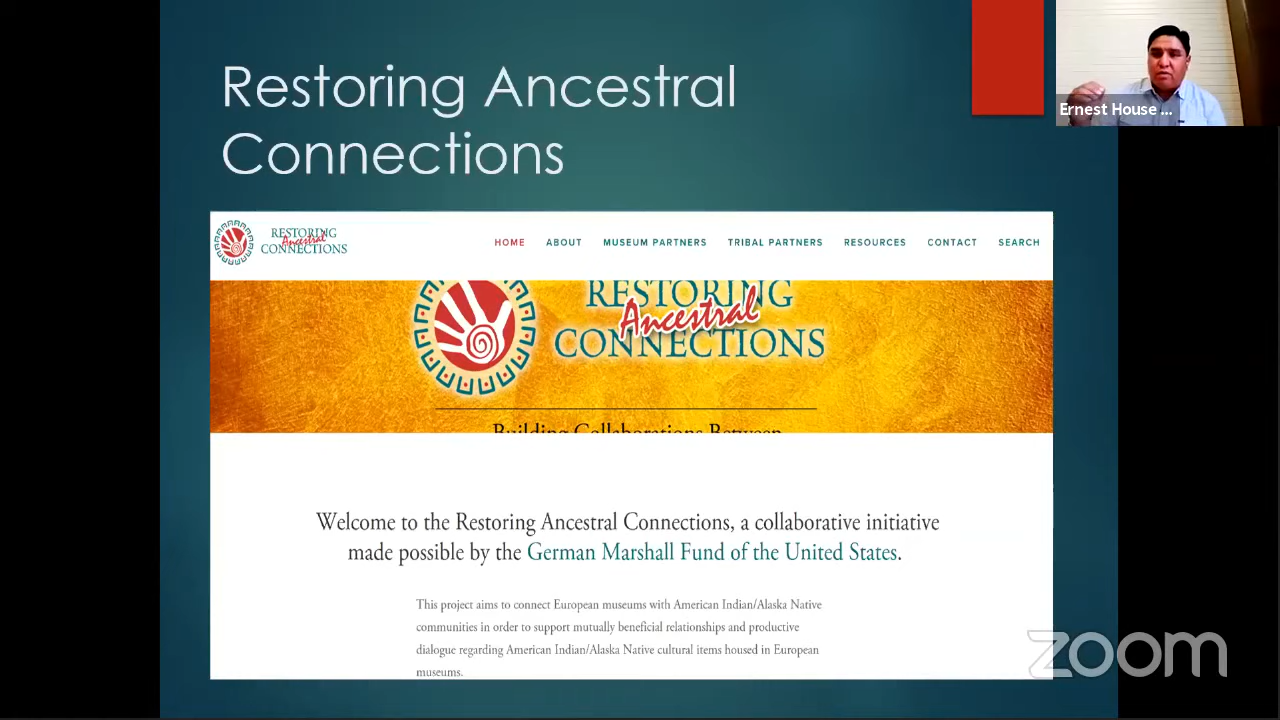 Restoring Ancestral
Connections
Ernest House ...
RESTORING
Ancestral
CONNECTIONS
HOME ABOUT MUSEUM PARTNERS TRIBAL PARTNERS RESOURCES CONTACT SEARCH
RESTORING
Ancestral
CONNECTIONS
Building Collaborations Between
Welcome to the Restoring Ancestral Connections, a collaborative initiative
made possible by the German Marshall Fund of the United States.
This project aims to connect European museums with American Indian/Alaska Native
communities in order to support mutually beneficial relationships and productive
dialogue regarding American Indian/Alaska Native cultural items housed in European
museums.
zoom